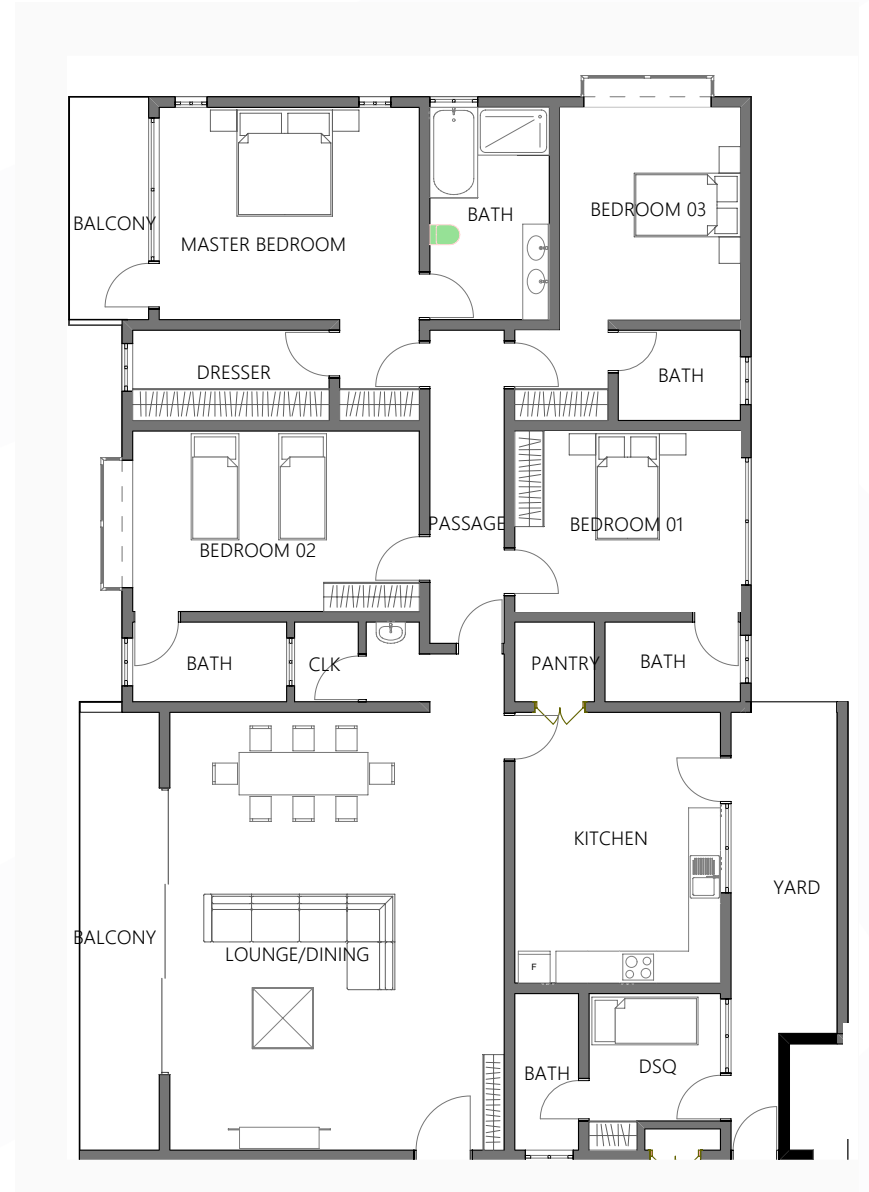 BATH
BEDROOM 03
BALCONY
MASTER BEDROOM
DRESSER
BATH
PASSAGE
BEDROOM 01
BEDROOM 02
BATH
CLK
PANTRY
BATH
KITCHEN
YARD
BALCONY
LOUNGE/DINING
F
BATH
DSQ